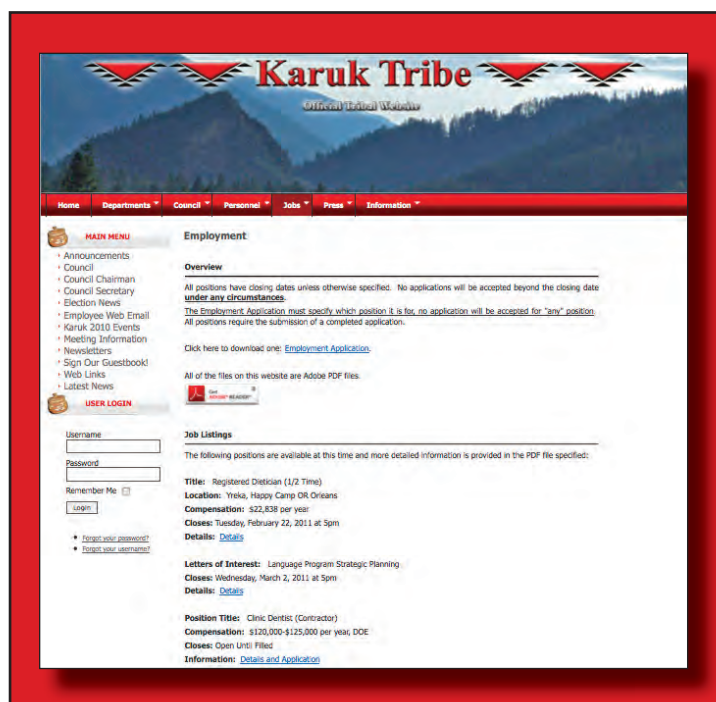 Karuk Tribe
Official Tribal Website
Home Departments Council Personnel Jobs Press Information
MAIN MENU
Announcements
Council
Council Chairman
Council Secretary
Election News
Employee Web Email
Karuk 2010 Events
Meeting Information
Newsletters
Sign Our Guestbook!
Web Links
Latest News
USER LOGIN
Username
Password
Remember Me
Login
Forgot your password?
Forgot your username?
Employment
Overview
All positions have closing dates unless otherwise specified. No applications will be accepted beyond the closing date
under any circumstances.
The Employment Application must specify which position it is for, no application will be accepted for "any" position.
All positions require the submission of a completed application.
Click here to download one: Employment Application.
All of the files on this website are Adobe PDF files.
Get
ADOBE® READER®
Job Listings
The following positions are available at this time and more detailed information is provided in the PDF file specified:
Title: Registered Dietician (1/2 Time)
Location: Yreka, Happy Camp OR Orleans
Compensation: $22,838 per year
Closes: Tuesday, February 22, 2011 at 5pm
Details: Details
Letters of Interest: Language Program Strategic Planning
Closes: Wednesday, March 2, 2011 at 5pm
Details: Details
Position Title: Clinic Dentist (Contractor)
Compensation: $120,000-$125,000 per year, DOE
Closes: Open Until Filled
Information: Details and Application